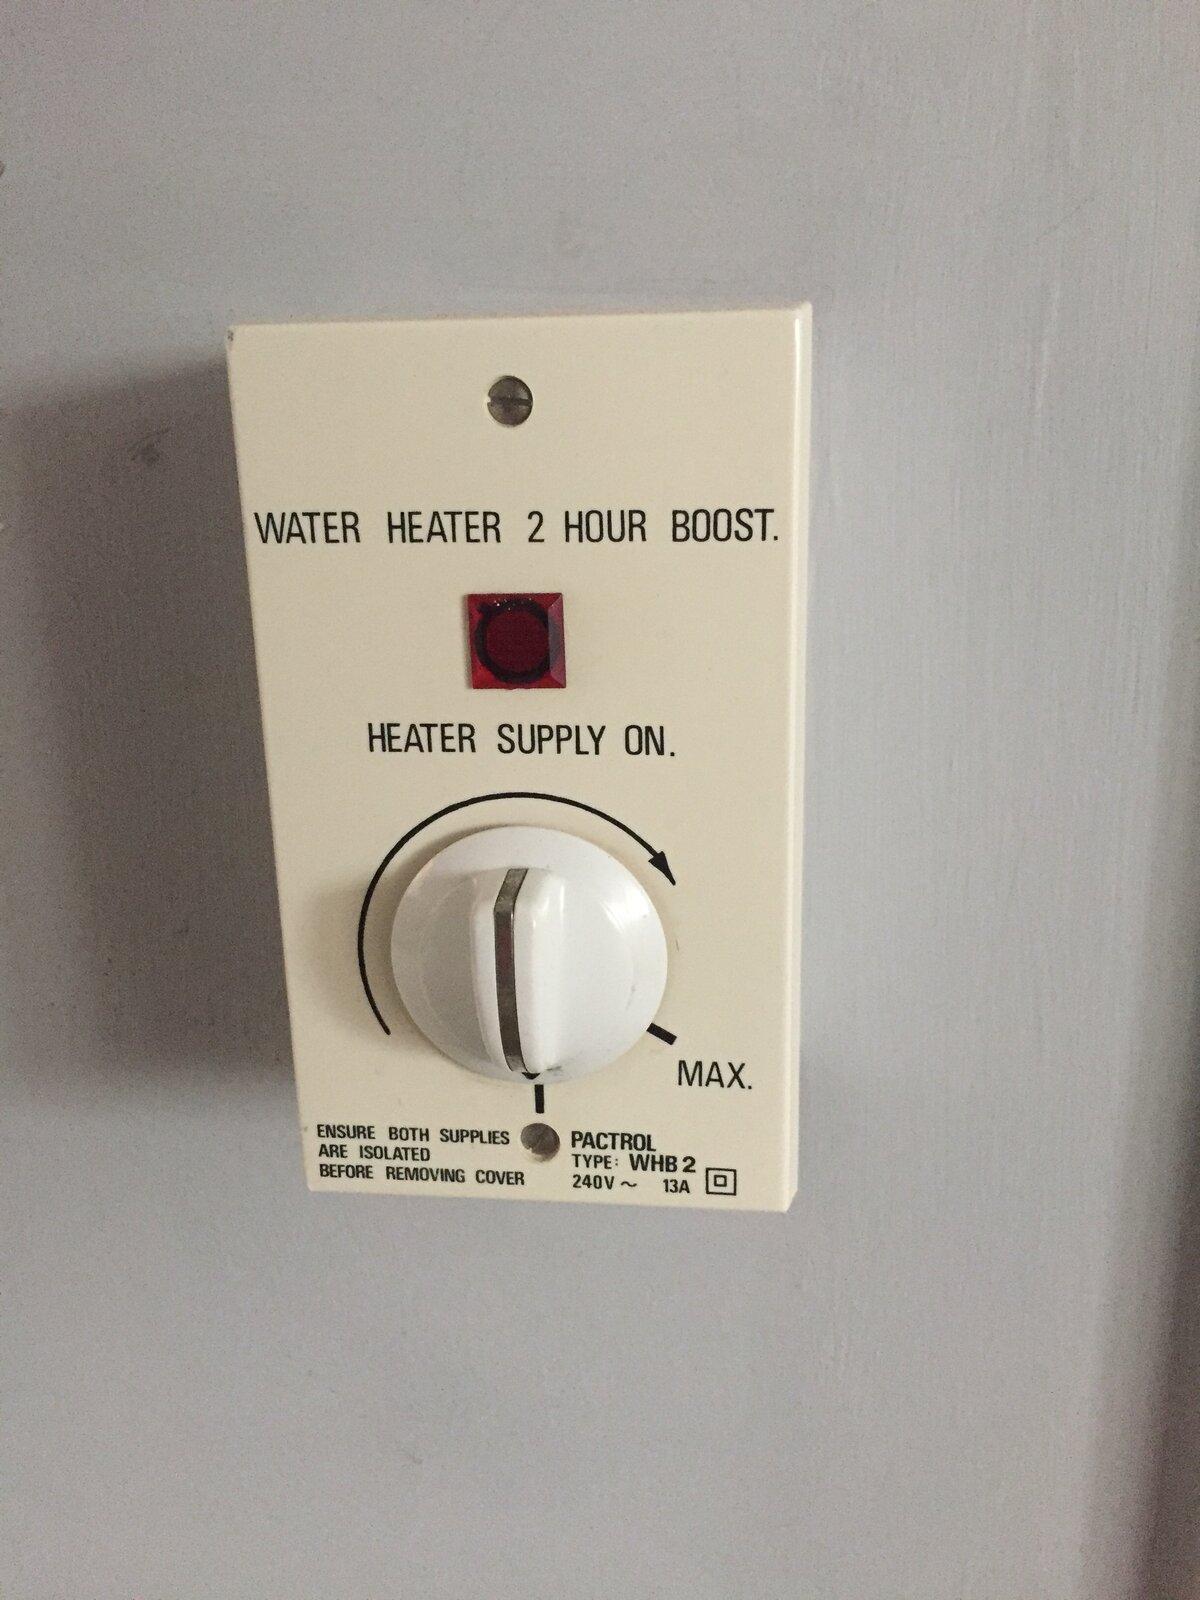 WATER HEATER 2 HOUR BOOST.
HEATER SUPPLY ON.
MAX.
ENSURE BOTH SUPPLIES
ARE ISOLATED
BEFORE REMOVING COVER
PACTROL
TYPE: WHB 2
240V ~ 13A